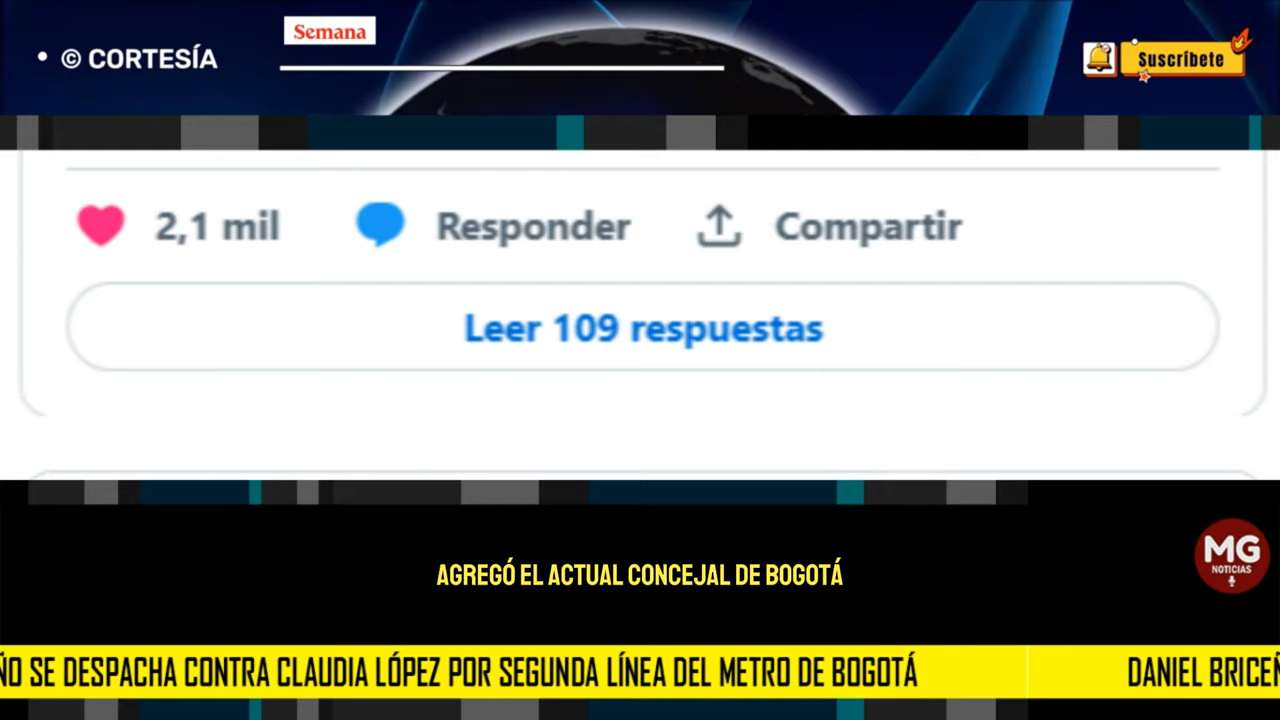 Semana
• © CORTESÍA
Suscríbete
2,1 mil
Responder
Compartir
Leer 109 respuestas
MG
NOTICIAS
AGREGÓ EL ACTUAL CONCEJAL DE BOGOTÁ
ÑO SE DESPACHA CONTRA CLAUDIA LÓPEZ POR SEGUNDA LÍNEA DEL METRO DE BOGOTÁ
DANIEL BRICEÑ